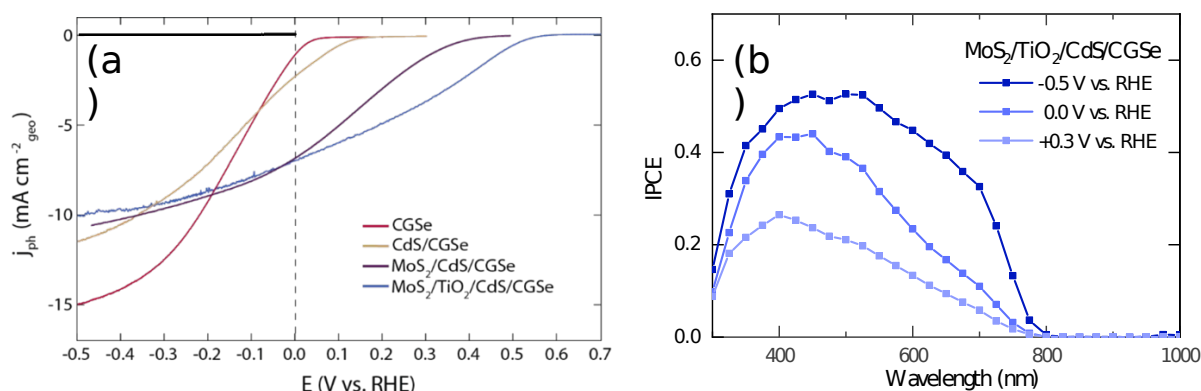 (a
)
0
-5
-10
-15
j_ph (mA cm⁻²_geo)
CGSe
CdS/CGSe
MoS₂/CdS/CGSe
MoS₂/TiO₂/CdS/CGSe
-0.5 -0.4 -0.3 -0.2 -0.1 0.0 0.1 0.2 0.3 0.4 0.5 0.6 0.7
E (V vs. RHE)
(b
)
0.6
0.4
0.2
0.0
IPCE
MoS₂/TiO₂/CdS/CGSe
-0.5 V vs. RHE
0.0 V vs. RHE
+0.3 V vs. RHE
400 600 800 1000
Wavelength (nm)